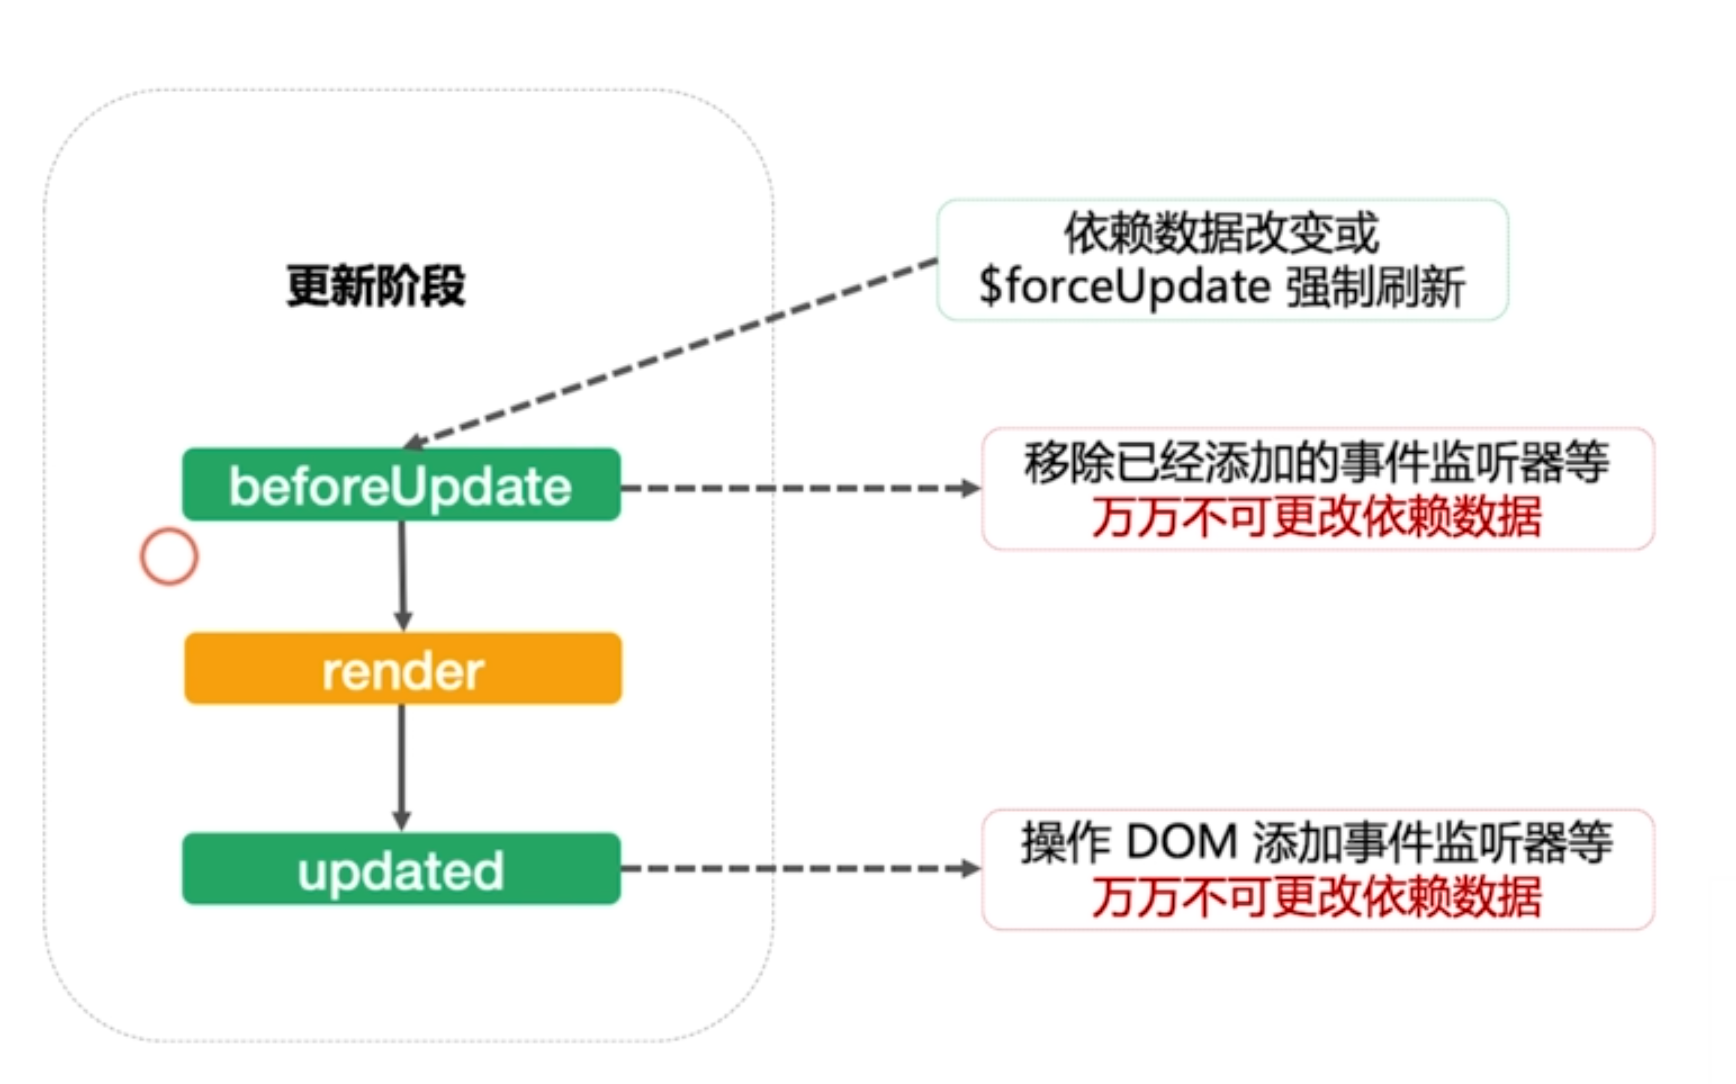 更新阶段
依赖数据改变或
$forceUpdate 强制刷新
beforeUpdate
移除已经添加的事件监听器等
万万不可更改依赖数据
render
updated
操作 DOM 添加事件监听器等
万万不可更改依赖数据